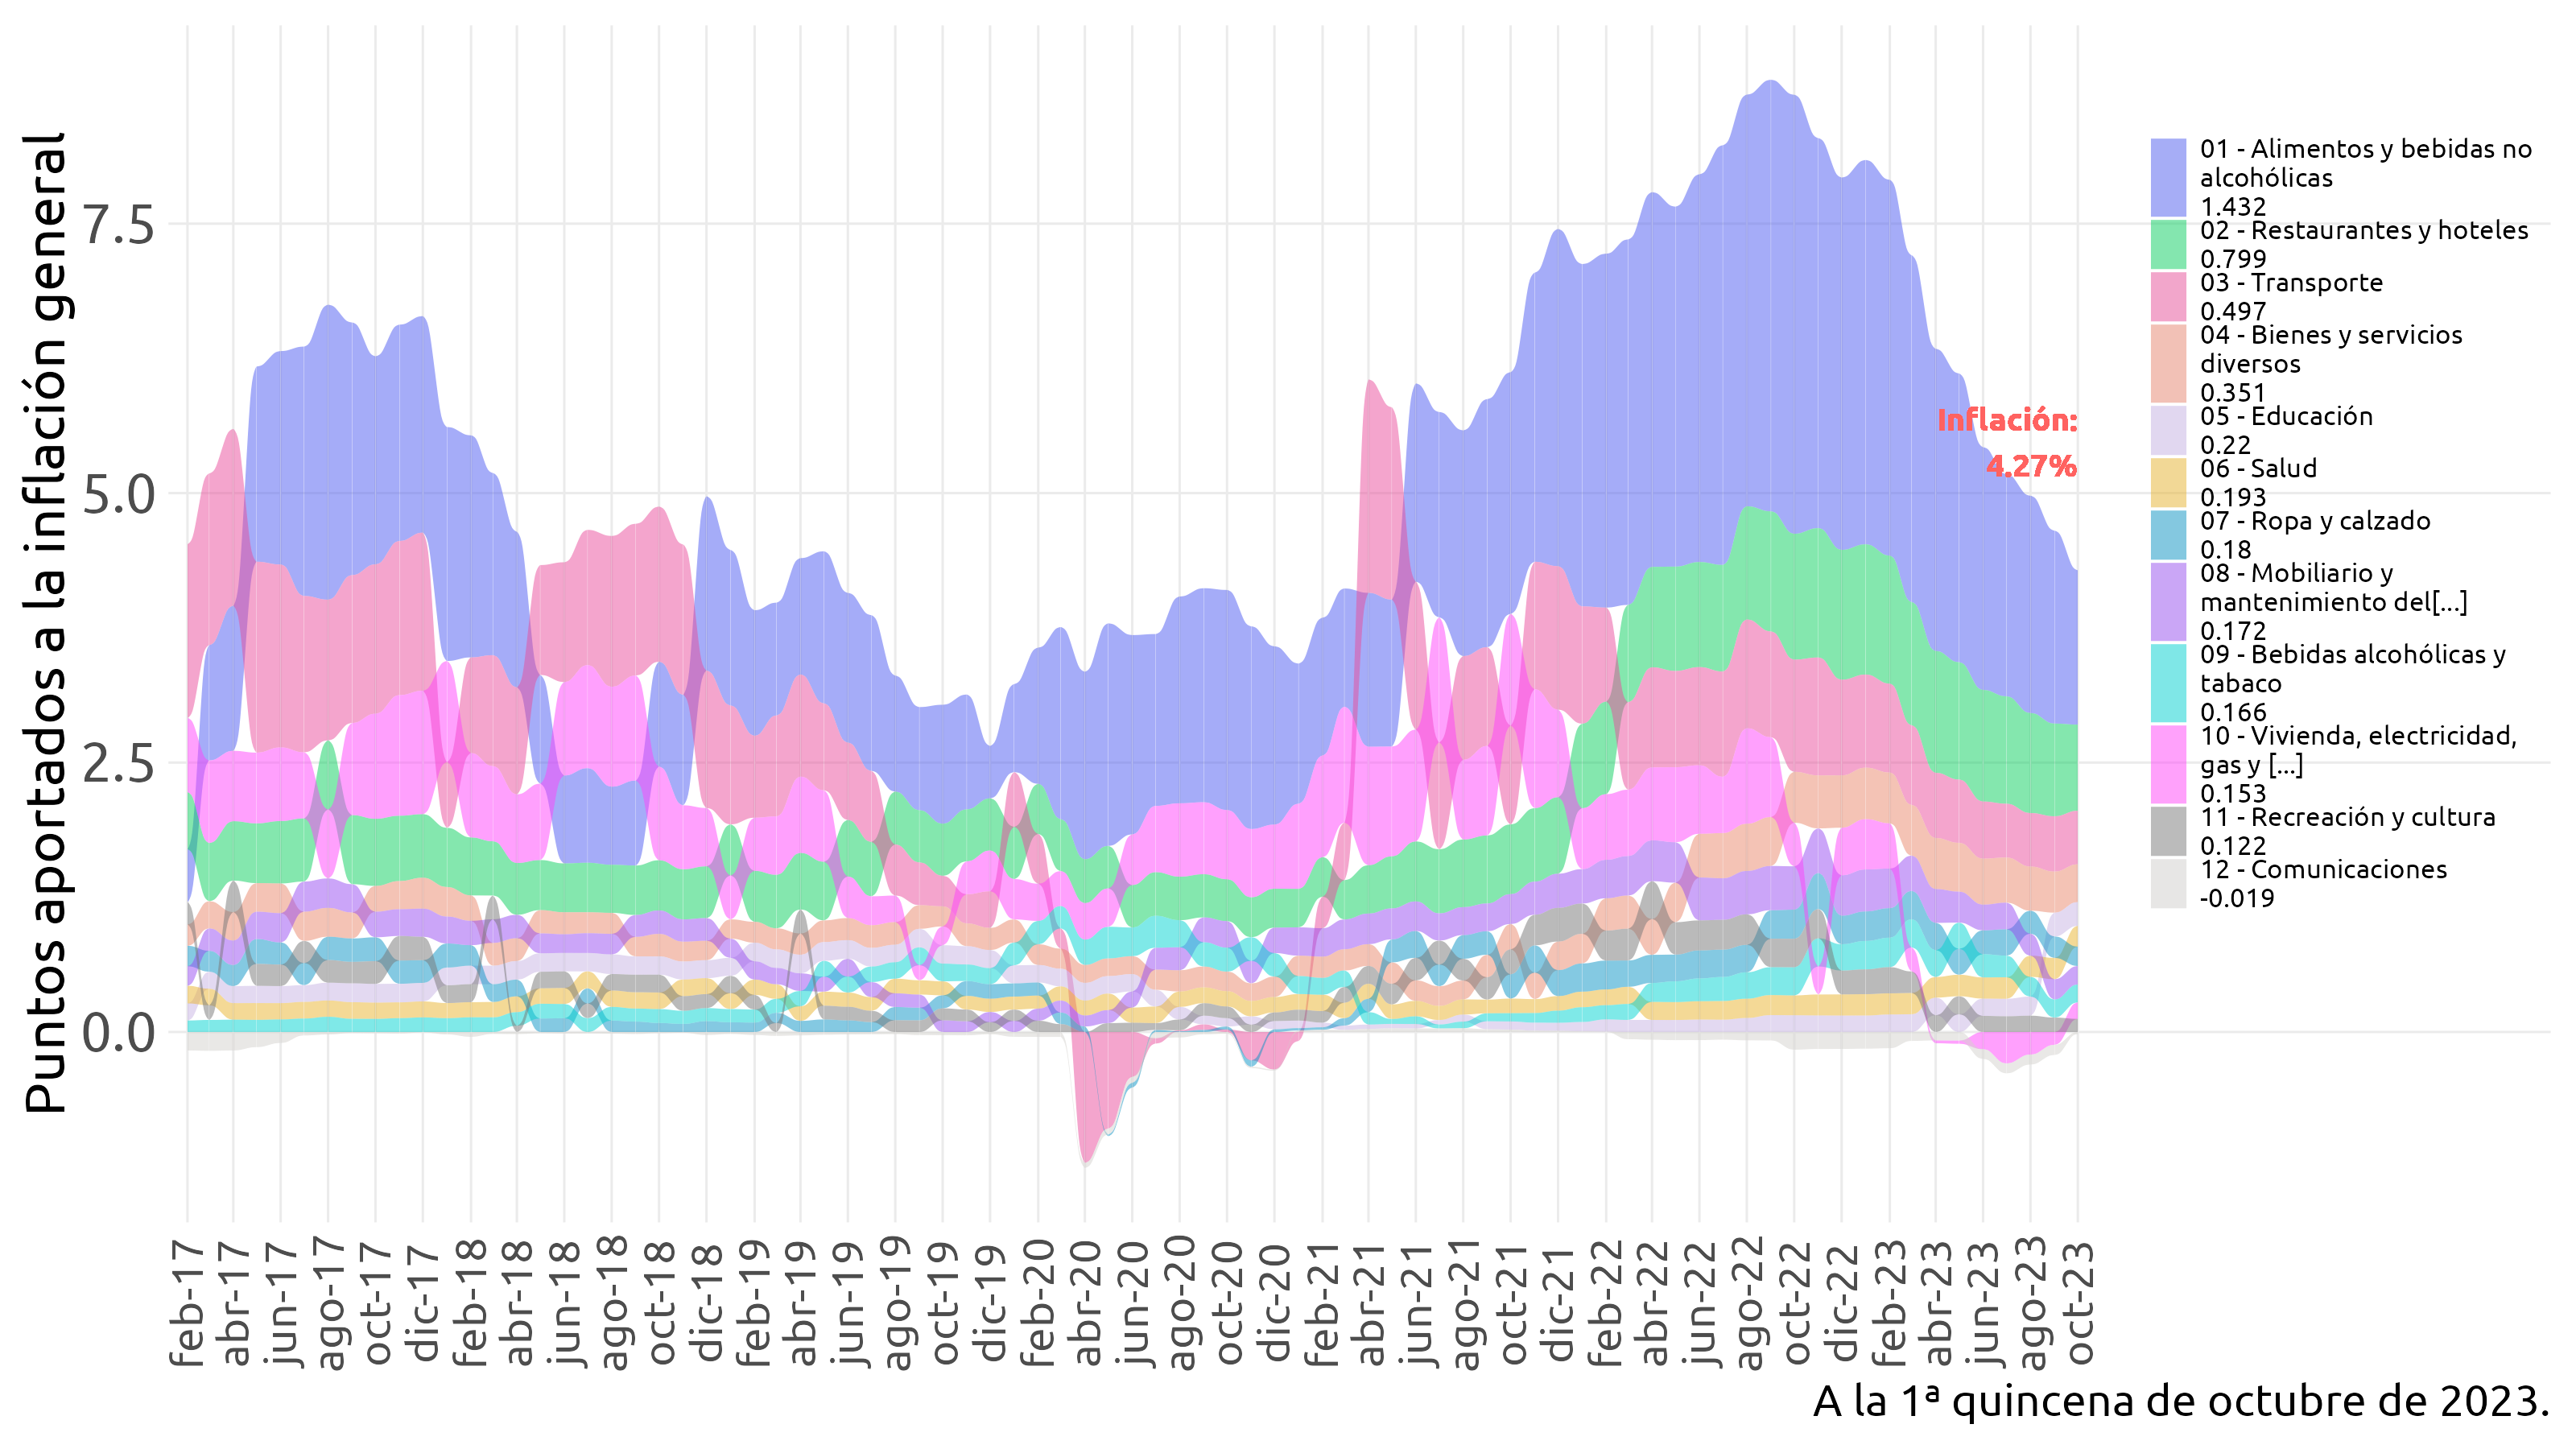 Puntos aportados a la inflación general
7.5
5.0
2.5
0.0
Inflación:
4.27%
01 - Alimentos y bebidas no
alcohólicas
1.432
02 - Restaurantes y hoteles
0.799
03 - Transporte
0.497
04 - Bienes y servicios
diversos
0.351
05 - Educación
0.22
06 - Salud
0.193
07 - Ropa y calzado
0.18
08 - Mobiliario y
mantenimiento del[...]
0.172
09 - Bebidas alcohólicas y
tabaco
0.166
10 - Vivienda, electricidad,
gas y [...]
0.153
11 - Recreación y cultura
0.122
12 - Comunicaciones
-0.019
feb-17
abr-17
jun-17
ago-17
oct-17
dic-17
feb-18
abr-18
jun-18
ago-18
oct-18
dic-18
feb-19
abr-19
jun-19
ago-19
oct-19
dic-19
feb-20
abr-20
jun-20
ago-20
oct-20
dic-20
feb-21
abr-21
jun-21
ago-21
oct-21
dic-21
feb-22
abr-22
jun-22
ago-22
oct-22
dic-22
feb-23
abr-23
jun-23
ago-23
oct-23
A la 1ª quincena de octubre de 2023.